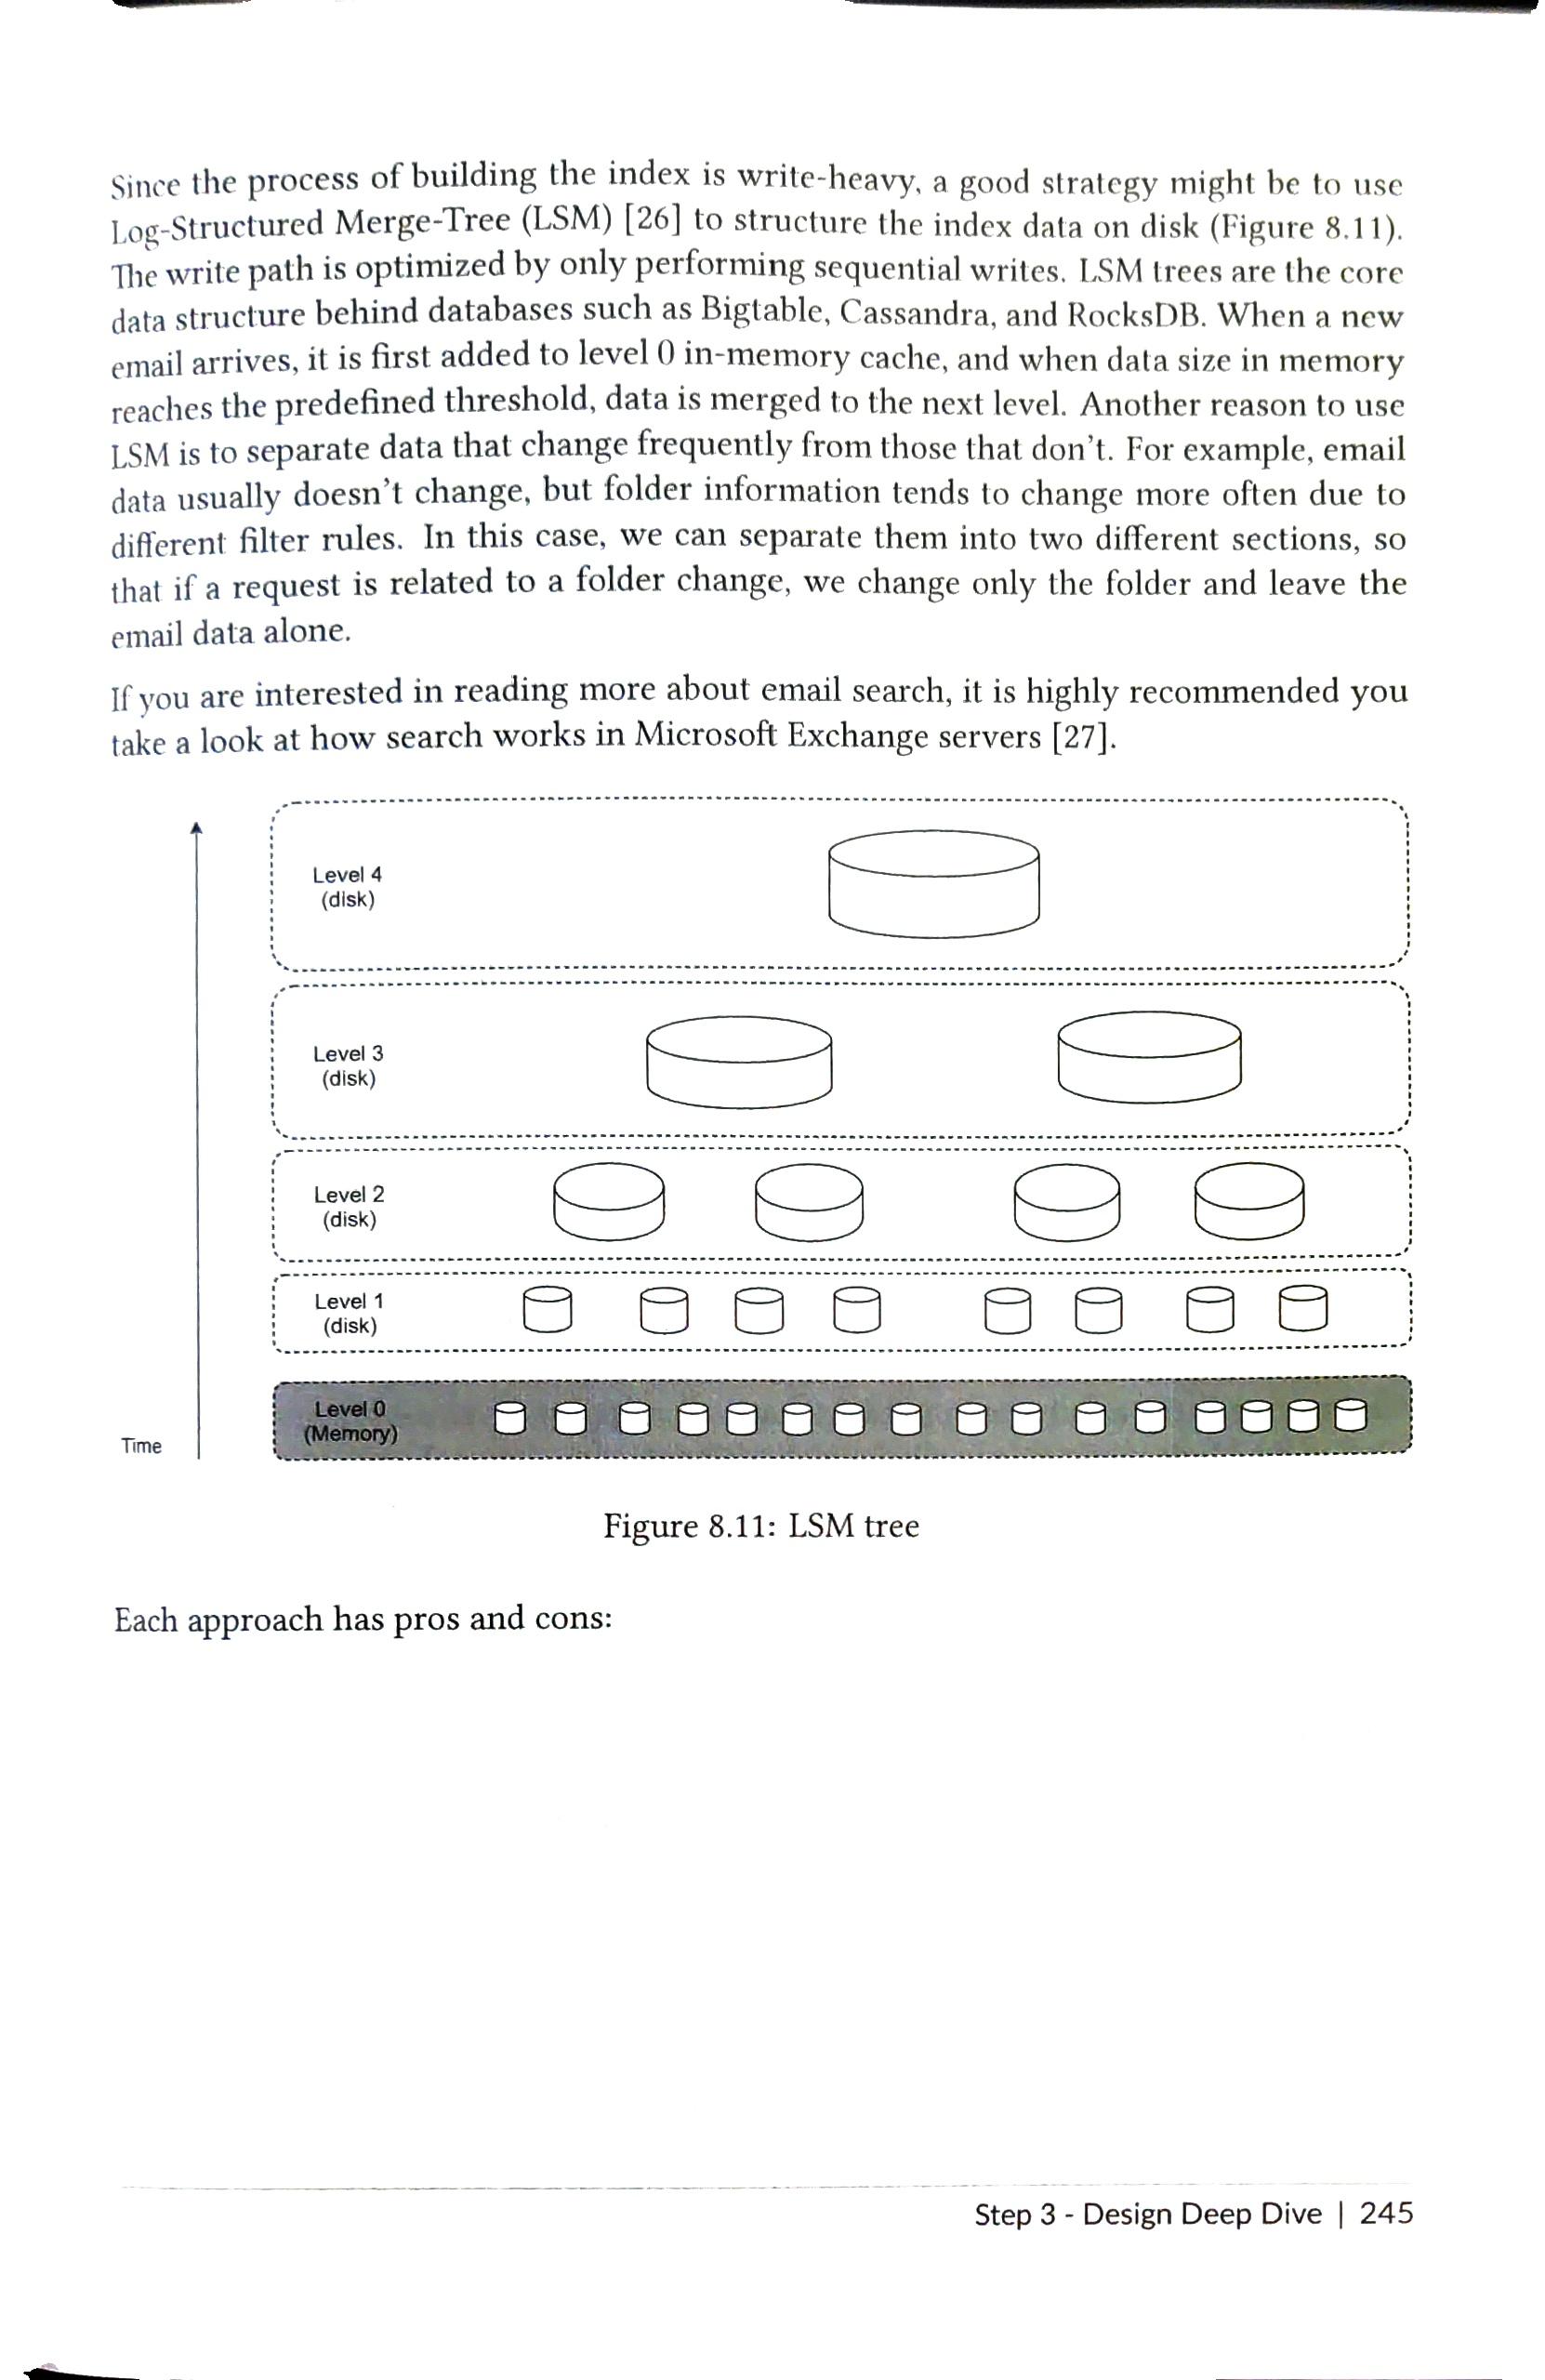 Since the process of building the index is write-heavy, a good strategy might be to use
Log-Structured Merge-Tree (LSM) [26] to structure the index data on disk (Figure 8.11).
The write path is optimized by only performing sequential writes. LSM trees are the core
data structure behind databases such as Bigtable, Cassandra, and RocksDB. When a new
email arrives, it is first added to level 0 in-memory cache, and when data size in memory
reaches the predefined threshold, data is merged to the next level. Another reason to use
LSM is to separate data that change frequently from those that don't. For example, email
data usually doesn't change, but folder information tends to change more often due to
different filter rules. In this case, we can separate them into two different sections, so
that if a request is related to a folder change, we change only the folder and leave the
email data alone.
If you are interested in reading more about email search, it is highly recommended you
take a look at how search works in Microsoft Exchange servers [27].
Level 4
(disk)
Level 3
(disk)
Level 2
(disk)
Level 1
(disk)
Level 0
(Memory)
Time
Figure 8.11: LSM tree
Each approach has pros and cons:
Step 3 - Design Deep Dive | 245